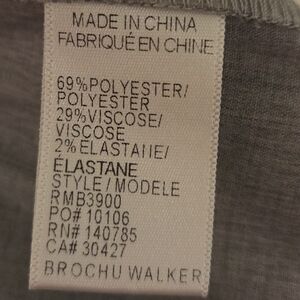 MADE IN CHINA
FABRIQUÉ EN CHINE
69%POLYESTER/
POLYESTER
29%VISCOSE/
VISCOSE
2%ELASTANE/
ÉLASTANE
STYLE/MODÈLE
RMB3900
PO# 10106
RN# 140785
CA# 30427
BROCHU WALKER